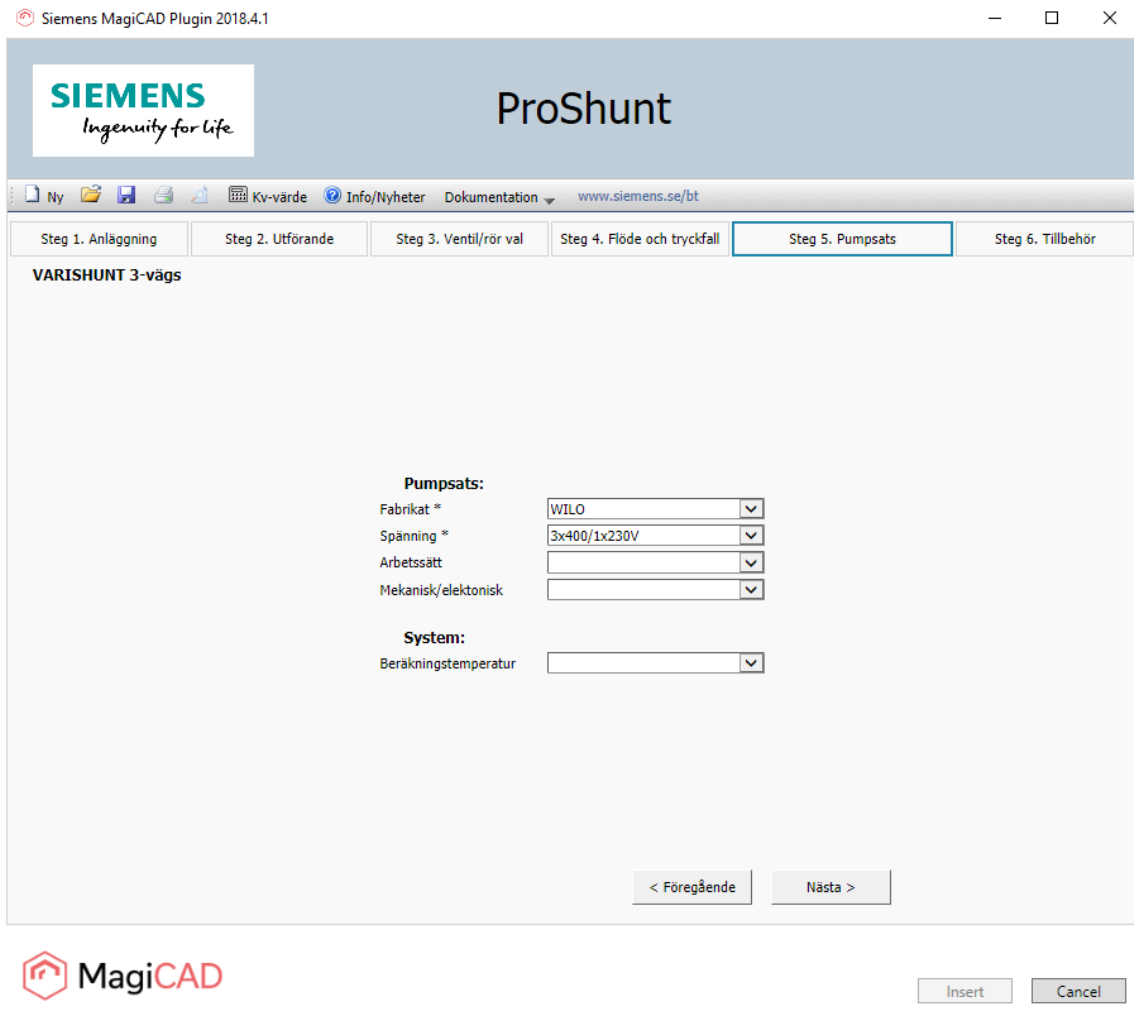 Siemens MagiCAD Plugin 2018.4.1
SIEMENS
Ingenuity for life
ProShunt
Ny Kv-värde Info/Nyheter Dokumentation www.siemens.se/bt
Steg 1. Anläggning Steg 2. Utförande Steg 3. Ventil/rör val Steg 4. Flöde och tryckfall Steg 5. Pumpsats Steg 6. Tillbehör
VARISHUNT 3-vägs
Pumpsats:
Fabrikat * WILO
Spänning * 3x400/1x230V
Arbetssätt
Mekanisk/elektonisk
System:
Beräkningstemperatur
< Föregående Nästa >
MagiCAD
Insert Cancel